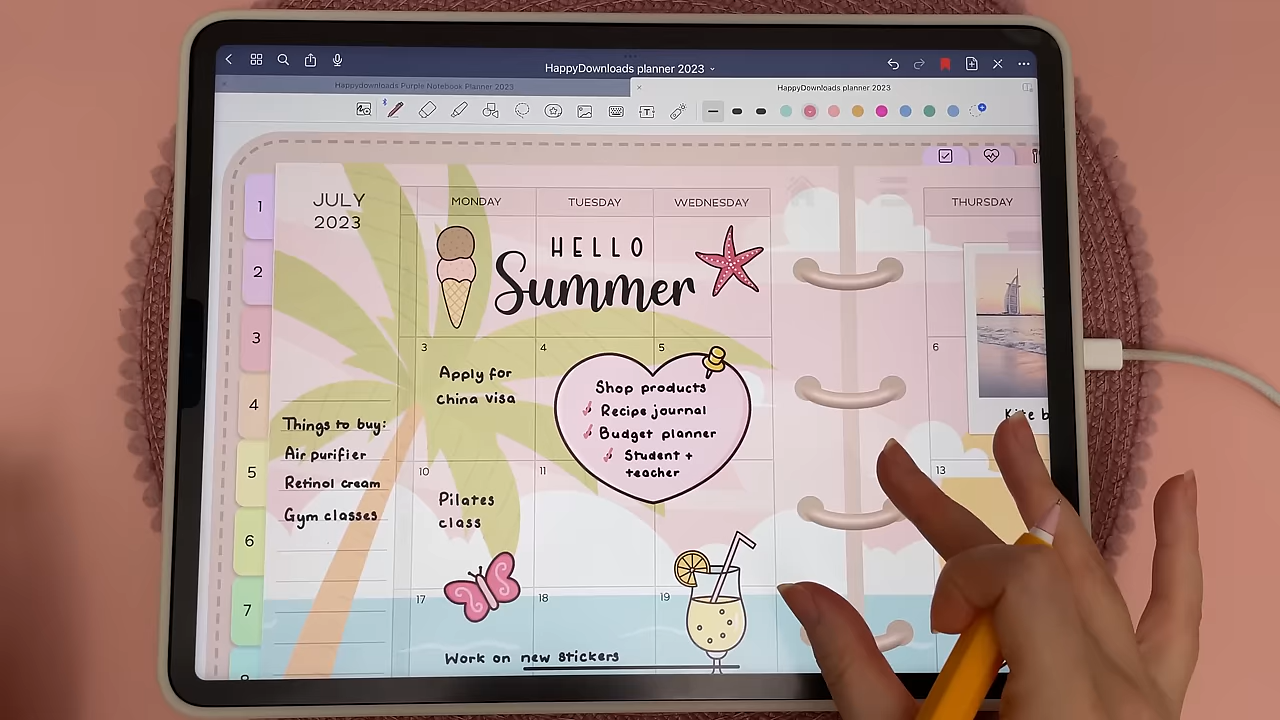 HappyDownloads planner 2023
Happydownloads Purple Notebook Planner 2023
HappyDownloads planner 2023
JULY
2023
MONDAY
TUESDAY
WEDNESDAY
THURSDAY
HELLO
Summer
1
2
3
4
5
6
7
3
4
5
6
Apply for
China visa
Shop products
Recipe journal
Budget planner
Student +
teacher
Things to buy:
Air purifier
Retinol cream
Gym classes
10
11
13
Pilates
class
17
18
19
Work on new stickers